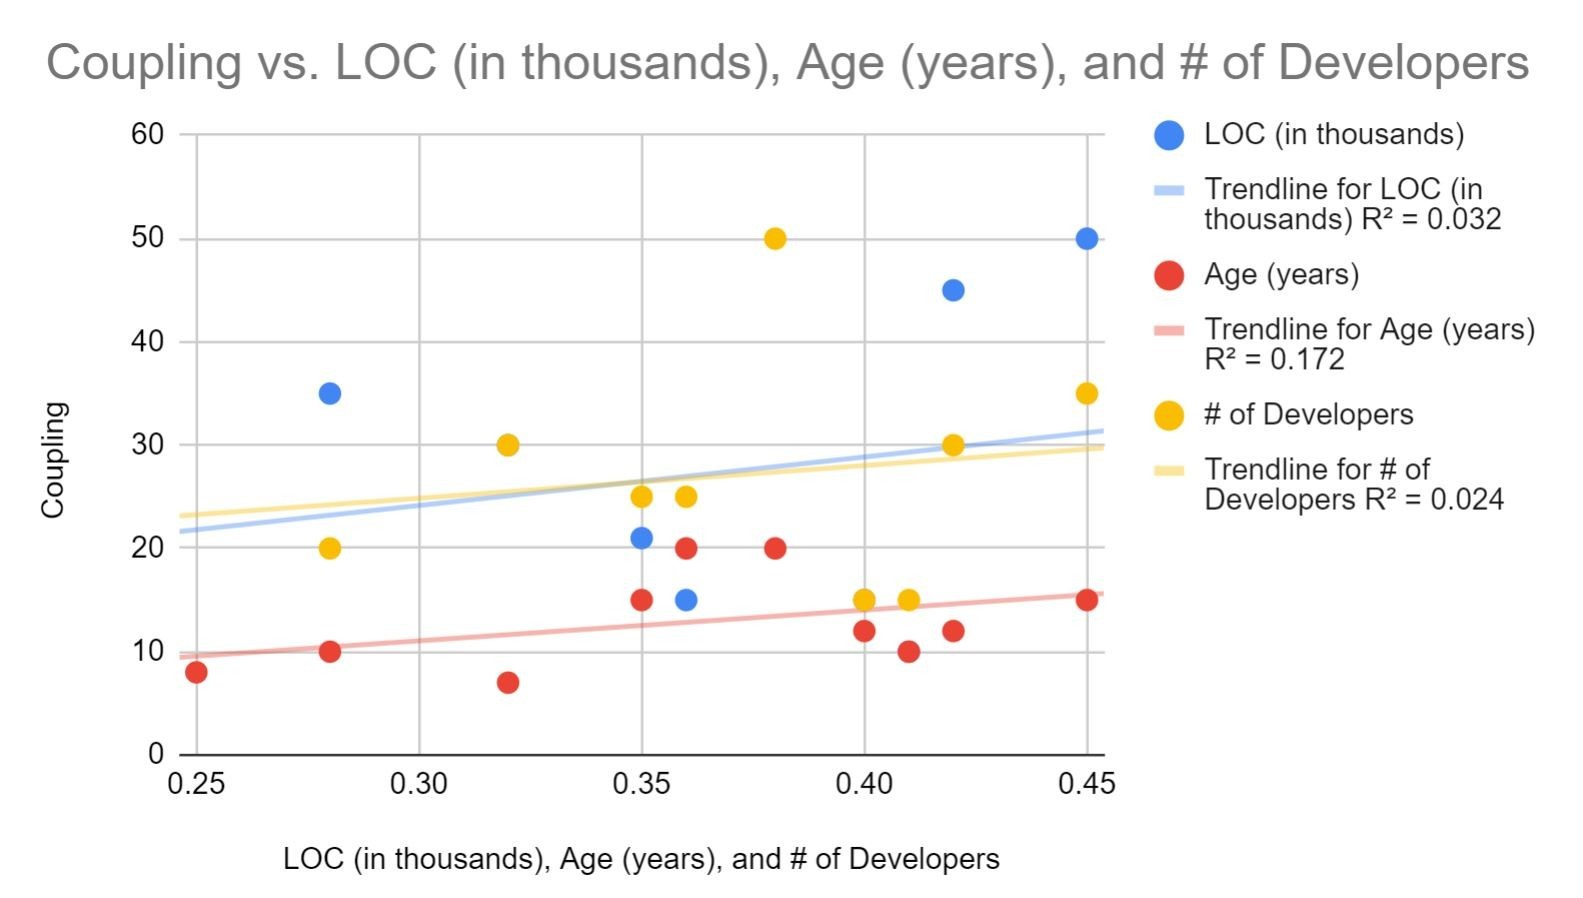 Coupling vs. LOC (in thousands), Age (years), and # of Developers
60
50
40
30
20
10
0
Coupling
0.25
0.30
0.35
0.40
0.45
LOC (in thousands), Age (years), and # of Developers
LOC (in thousands)
Trendline for LOC (in
thousands) R² = 0.032
Age (years)
Trendline for Age (years)
R² = 0.172
# of Developers
Trendline for # of
Developers R² = 0.024